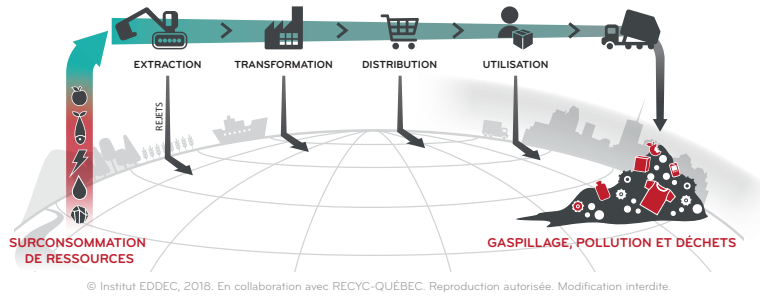 EXTRACTION
TRANSFORMATION
DISTRIBUTION
UTILISATION
REJETS
SURCONSOMMATION
DE RESSOURCES
GASPILLAGE, POLLUTION ET DÉCHETS
© Institut EDDEC, 2018. En collaboration avec RECYC-QUÉBEC. Reproduction autorisée. Modification interdite.